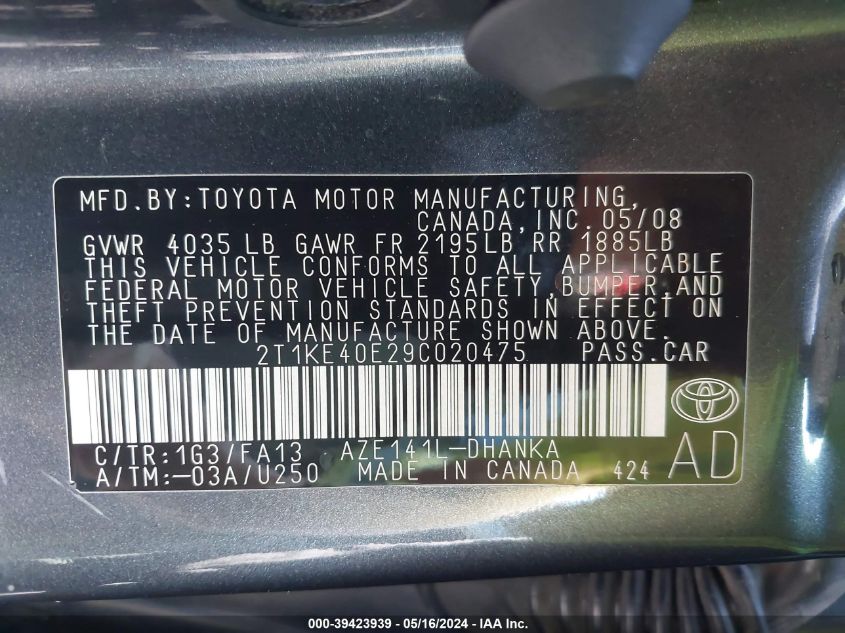 MFD.BY:TOYOTA MOTOR MANUFACTURING,
CANADA,INC. 05/08
GVWR 4035 LB GAWR FR 2195LB RR 1885LB
THIS VEHICLE CONFORMS TO ALL APPLICABLE
FEDERAL MOTOR VEHICLE SAFETY,BUMPER,AND
THEFT PREVENTION STANDARDS IN EFFECT ON
THE DATE OF MANUFACTURE SHOWN ABOVE.
2T1KE40E29C020475 PASS.CAR
C/TR:1G3/FA13 AZE141L-DHANKA
A/TM:-03A/U250 MADE IN CANADA 424
AD
000-39423939 - 05/16/2024 - IAA Inc.